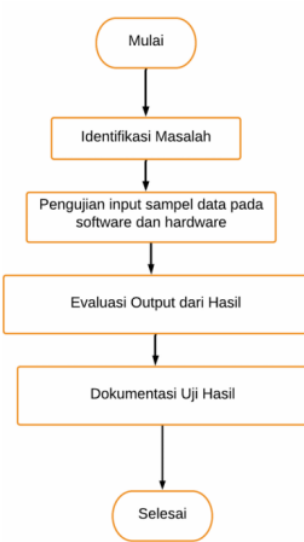 Mulai
Identifikasi Masalah
Pengujian input sampel data pada
software dan hardware
Evaluasi Output dari Hasil
Dokumentasi Uji Hasil
Selesai